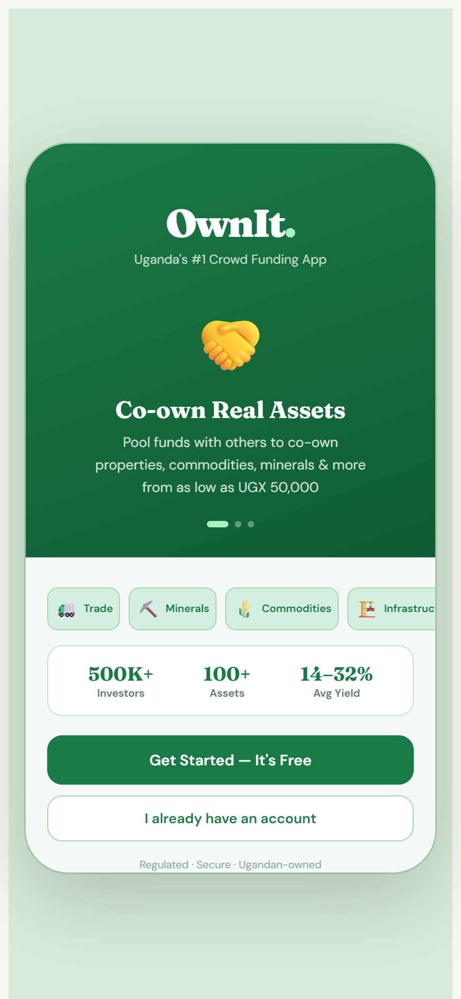 OwnIt.
Uganda's #1 Crowd Funding App
Co-own Real Assets
Pool funds with others to co-own
properties, commodities, minerals & more
from as low as UGX 50,000
Trade
Minerals
Commodities
Infrastruc
500K+
100+
14–32%
Investors
Assets
Avg Yield
Get Started — It's Free
I already have an account
Regulated · Secure · Ugandan-owned